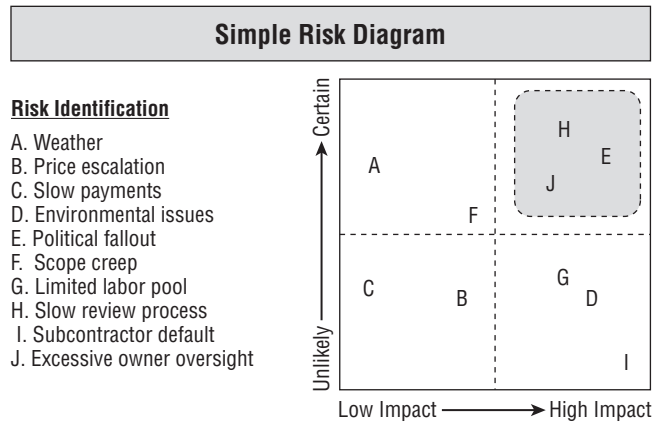 Simple Risk Diagram
Risk Identification
A. Weather
B. Price escalation
C. Slow payments
D. Environmental issues
E. Political fallout
F. Scope creep
G. Limited labor pool
H. Slow review process
I. Subcontractor default
J. Excessive owner oversight
Certain
Unlikely
H
E
A
J
F
G
C
B
D
I
Low Impact
High Impact